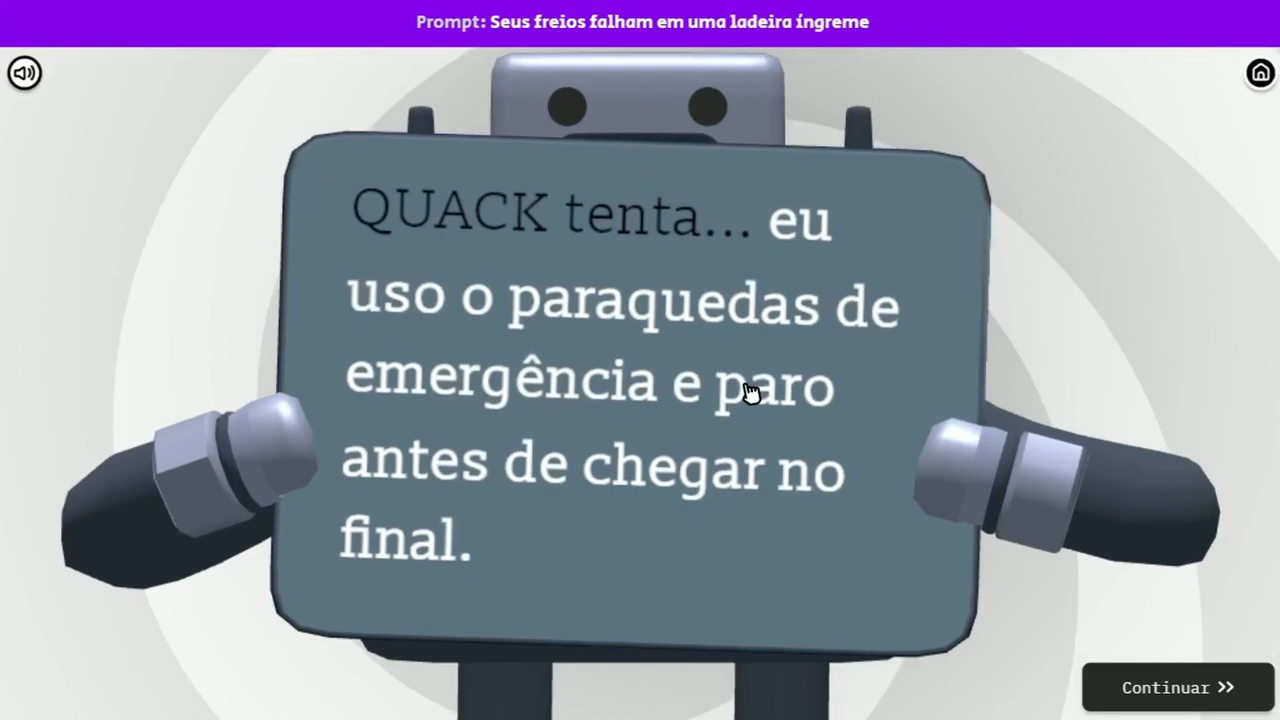 Prompt: Seus freios falham em uma ladeira íngreme
QUACK tenta... eu
uso o paraquedas de
emergência e paro
antes de chegar no
final.
Continuar >>